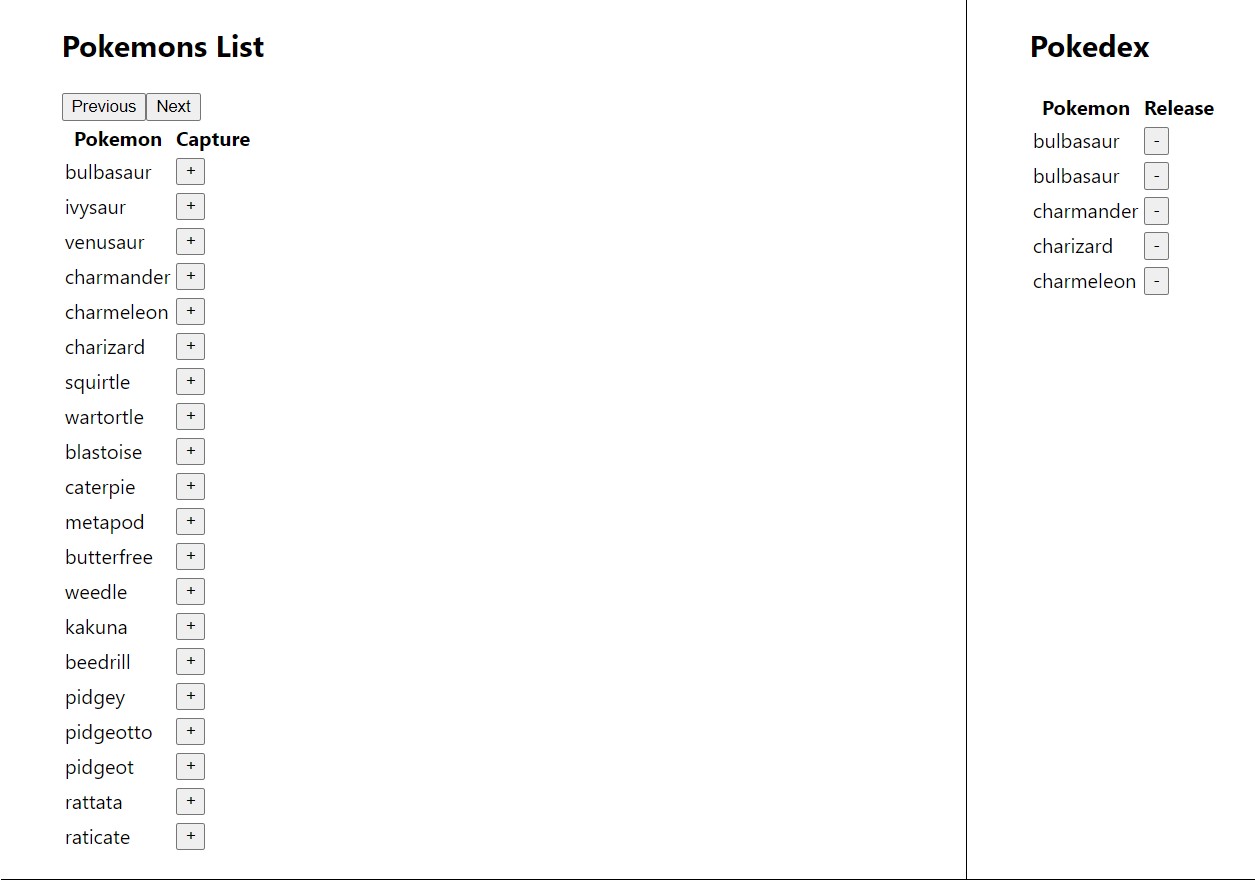 Pokemons List
Previous Next
Pokemon Capture
bulbasaur +
ivysaur +
venusaur +
charmander +
charmeleon +
charizard +
squirtle +
wartortle +
blastoise +
caterpie +
metapod +
butterfree +
weedle +
kakuna +
beedrill +
pidgey +
pidgeotto +
pidgeot +
rattata +
raticate +
Pokedex
Pokemon Release
bulbasaur -
bulbasaur -
charmander -
charizard -
charmeleon -